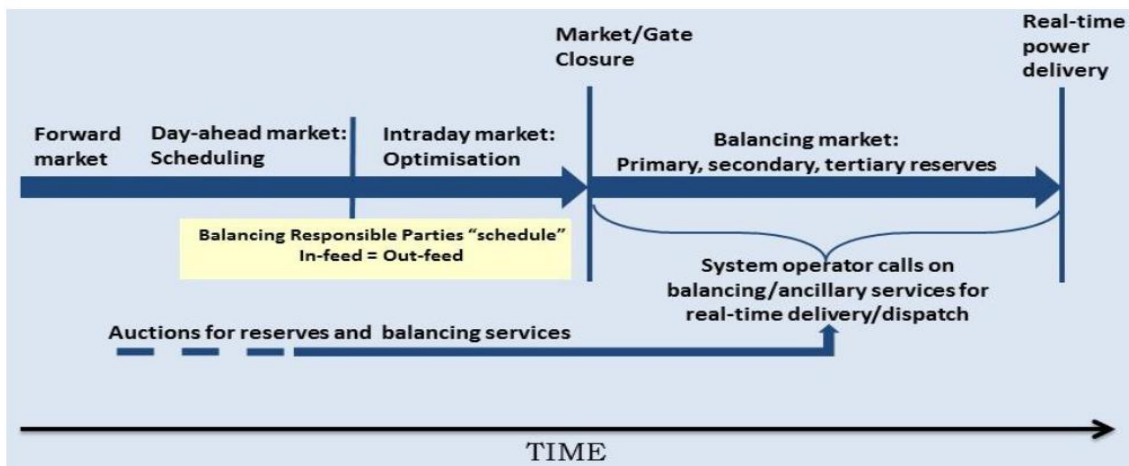 Market/Gate
Closure
Real-time
power
delivery
Forward
market
Day-ahead market:
Scheduling
Intraday market:
Optimisation
Balancing market:
Primary, secondary, tertiary reserves
Balancing Responsible Parties “schedule”
In-feed = Out-feed
System operator calls on
balancing/ancillary services for
real-time delivery/dispatch
Auctions for reserves and balancing services
TIME